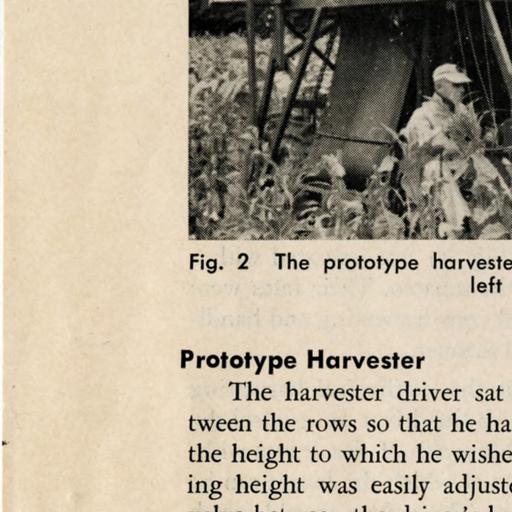 Fig. 2 The prototype harveste
left
Prototype Harvester
The harvester driver sat
tween the rows so that he ha
the height to which he wishe
ing height was easily adjuste